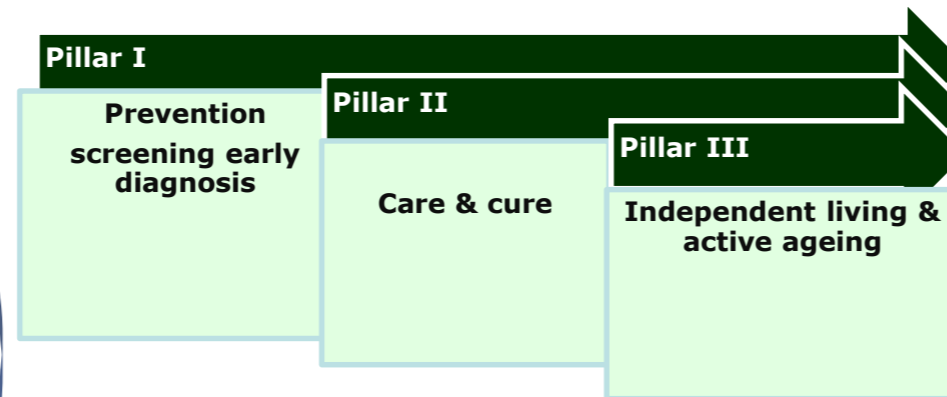 Pillar I
Prevention
screening early
diagnosis
Pillar II
Care & cure
Pillar III
Independent living &
active ageing